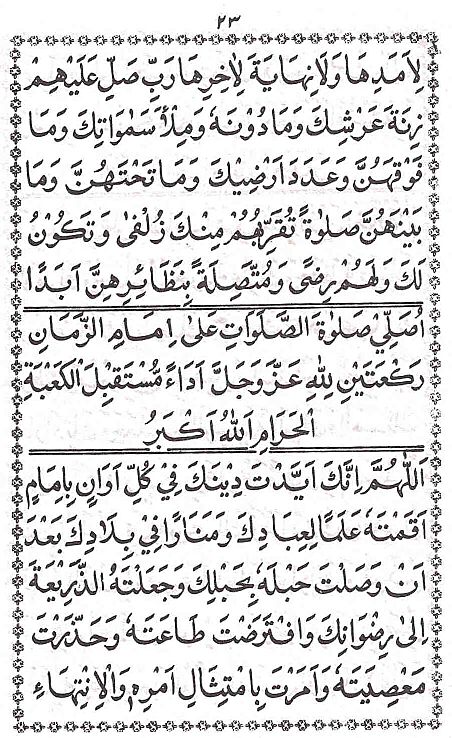 ٢٣
لِاَمَدِهَا وَلَا نِهَايَةَ لِاٰخِرِهَا رَبِّ صَلِّ عَلَيْهِمْ
زِنَةَ عَرْشِكَ وَمَا دُوْنَهٗ وَمِلْأَ سَمٰوَاتِكَ وَمَا
فَوْقَهُنَّ وَعَدَدَ اَرَضِيْكَ وَمَا تَحْتَهُنَّ وَمَا
بَيْنَهُنَّ صَلٰوةً تُقَرِّبُهُمْ مِنْكَ زُلْفٰى وَتَكُوْنُ
لَكَ وَلَهُمْ رِضًى وَمُتَّصِلَةً بِنَظَائِرِهِنَّ اَبَدًا
اُصَلِّيْ صَلٰوةَ الصَّلَوَاتِ عَلٰى اِمَامِ الزَّمَانِ
رَكْعَتَيْنِ لِلّٰهِ عَزَّ وَجَلَّ اَدَاءً مُّسْتَقْبِلَ الْكَعْبَةِ
الْحَرَامِ اَللّٰهُ اَكْبَرُ
اَللّٰهُمَّ اِنَّكَ اَيَّدْتَ دِيْنَكَ فِيْ كُلِّ اَوَانٍ بِاِمَامٍ
اَقَمْتَهٗ عَلَمًا لِعِبَادِكَ وَمَنَارًا فِيْ بِلَادِكَ بَعْدَ
اَنْ وَصَلْتَ حَبْلَهٗ بِحَبْلِكَ وَجَعَلْتَهُ الذَّرِيْعَةَ
اِلٰى رِضْوَانِكَ وَافْتَرَضْتَ طَاعَتَهٗ وَحَذَّرْتَ
مَعْصِيَتَهٗ وَاَمَرْتَ بِامْتِثَالِ اَمْرِهٖ وَالْاِنْتِهَاءِ